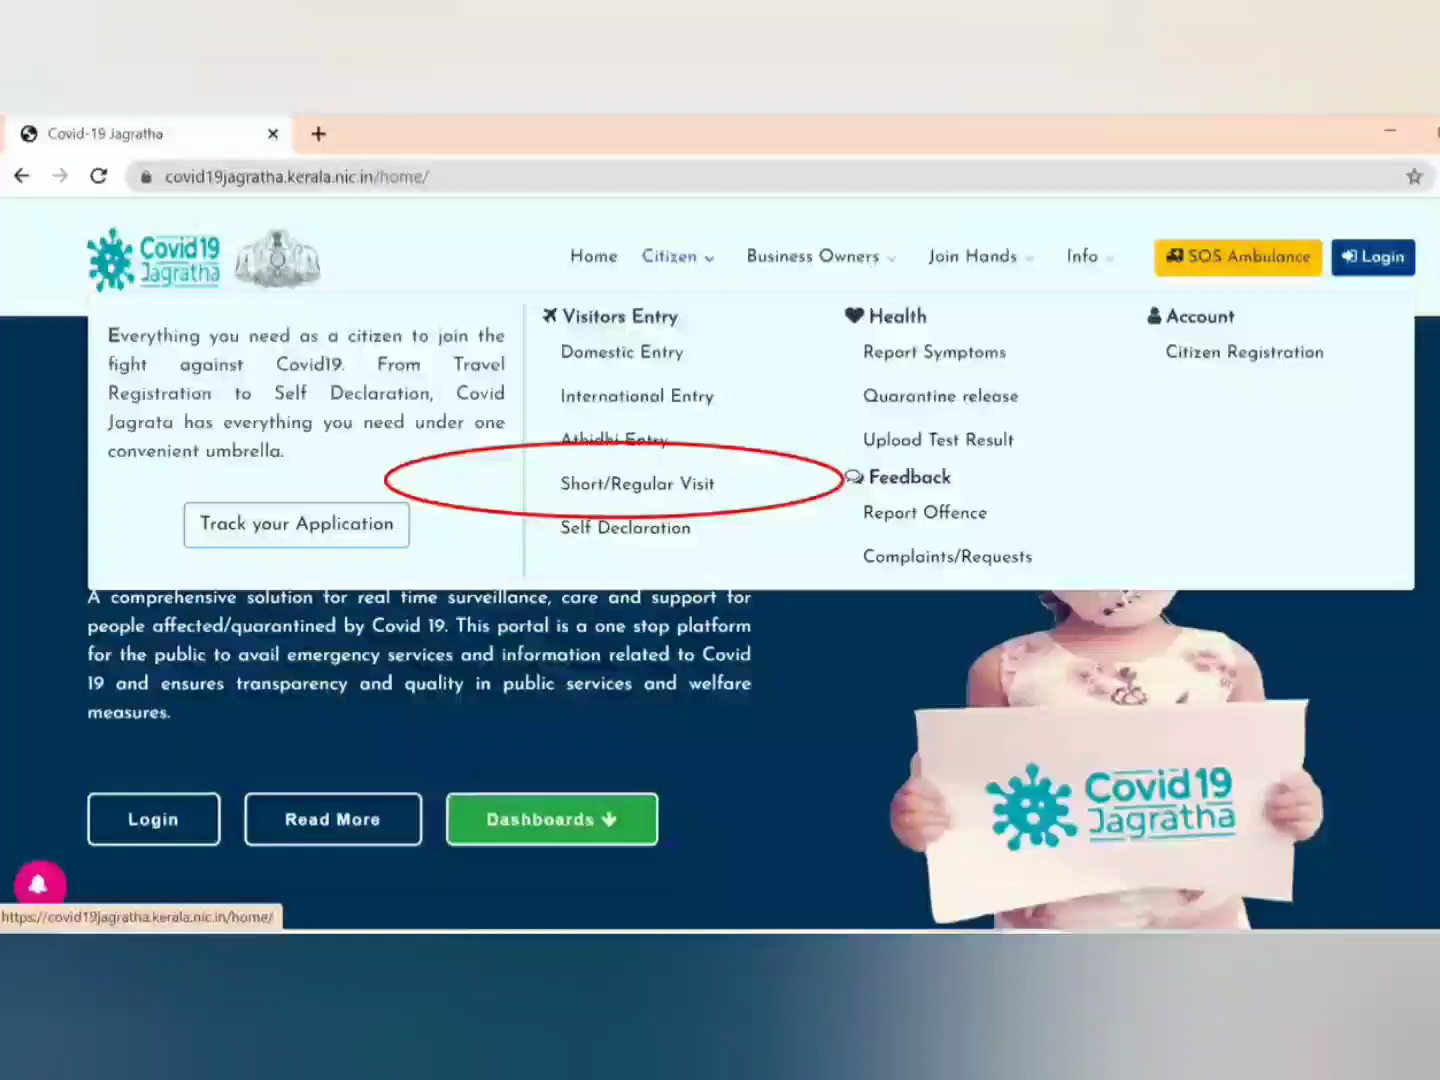 Covid-19 Jagratha
covid19jagratha.kerala.nic.in/home/
Covid19
Jagratha
Home
Citizen
Business Owners
Join Hands
Info
SOS Ambulance
Login
Everything you need as a citizen to join the
fight against Covid19. From Travel
Registration to Self Declaration, Covid
Jagrata has everything you need under one
convenient umbrella.
Track your Application
Visitors Entry
Domestic Entry
International Entry
Athidhi Entry
Short/Regular Visit
Self Declaration
Health
Report Symptoms
Quarantine release
Upload Test Result
Feedback
Report Offence
Complaints/Requests
Account
Citizen Registration
A comprehensive solution for real time surveillance, care and support for
people affected/quarantined by Covid 19. This portal is a one stop platform
for the public to avail emergency services and information related to Covid
19 and ensures transparency and quality in public services and welfare
measures.
Login
Read More
Dashboards
Covid19
Jagratha
https://covid19jagratha.kerala.nic.in/home/